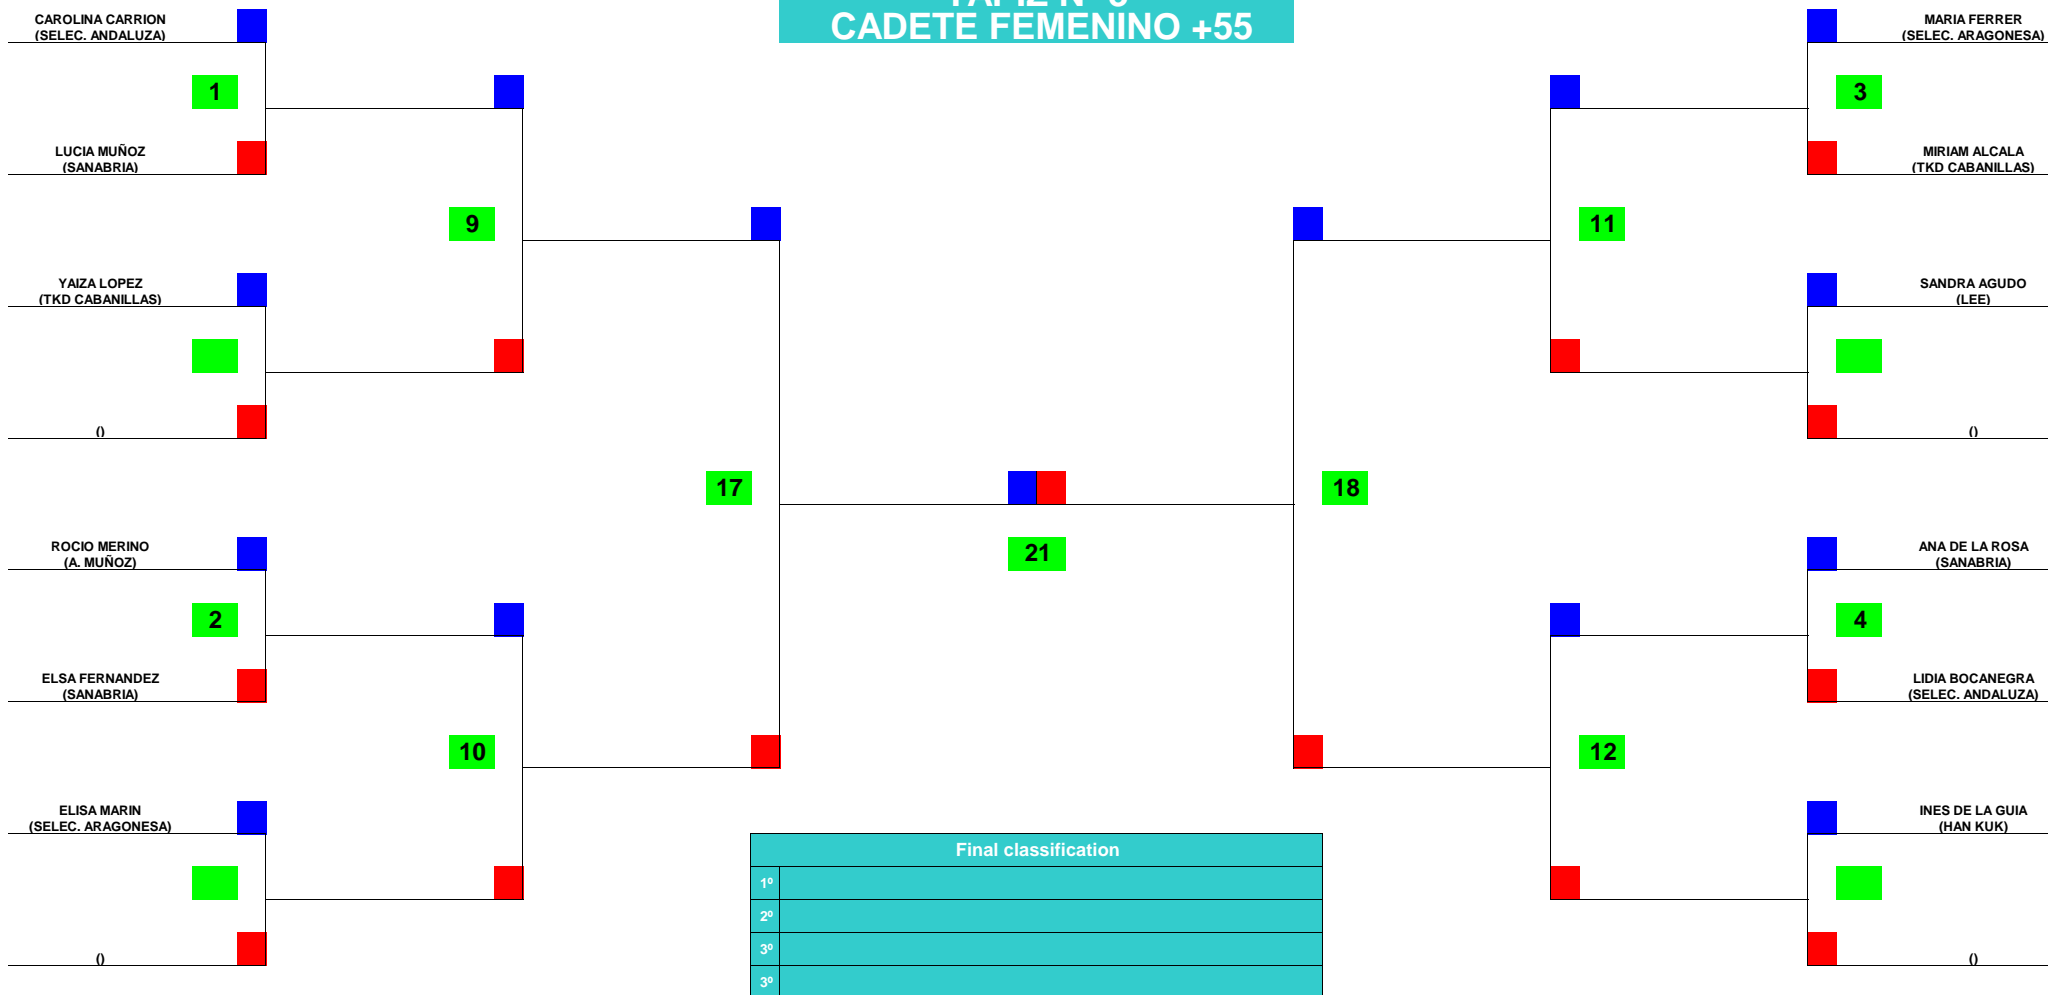 CADETE FEMENINO +55
CAROLINA CARRION
(SELEC. ANDALUZA)
1
LUCIA MUÑOZ
(SANABRIA)
9
YAIZA LOPEZ
(TKD CABANILLAS)
()
17
ROCIO MERINO
(A. MUÑOZ)
2
ELSA FERNANDEZ
(SANABRIA)
10
ELISA MARIN
(SELEC. ARAGONESA)
()
21
MARIA FERRER
(SELEC. ARAGONESA)
3
MIRIAM ALCALA
(TKD CABANILLAS)
11
SANDRA AGUDO
(LEE)
()
18
ANA DE LA ROSA
(SANABRIA)
4
LIDIA BOCANEGRA
(SELEC. ANDALUZA)
12
INES DE LA GUIA
(HAN KUK)
()
Final classification
1º
2º
3º
3º